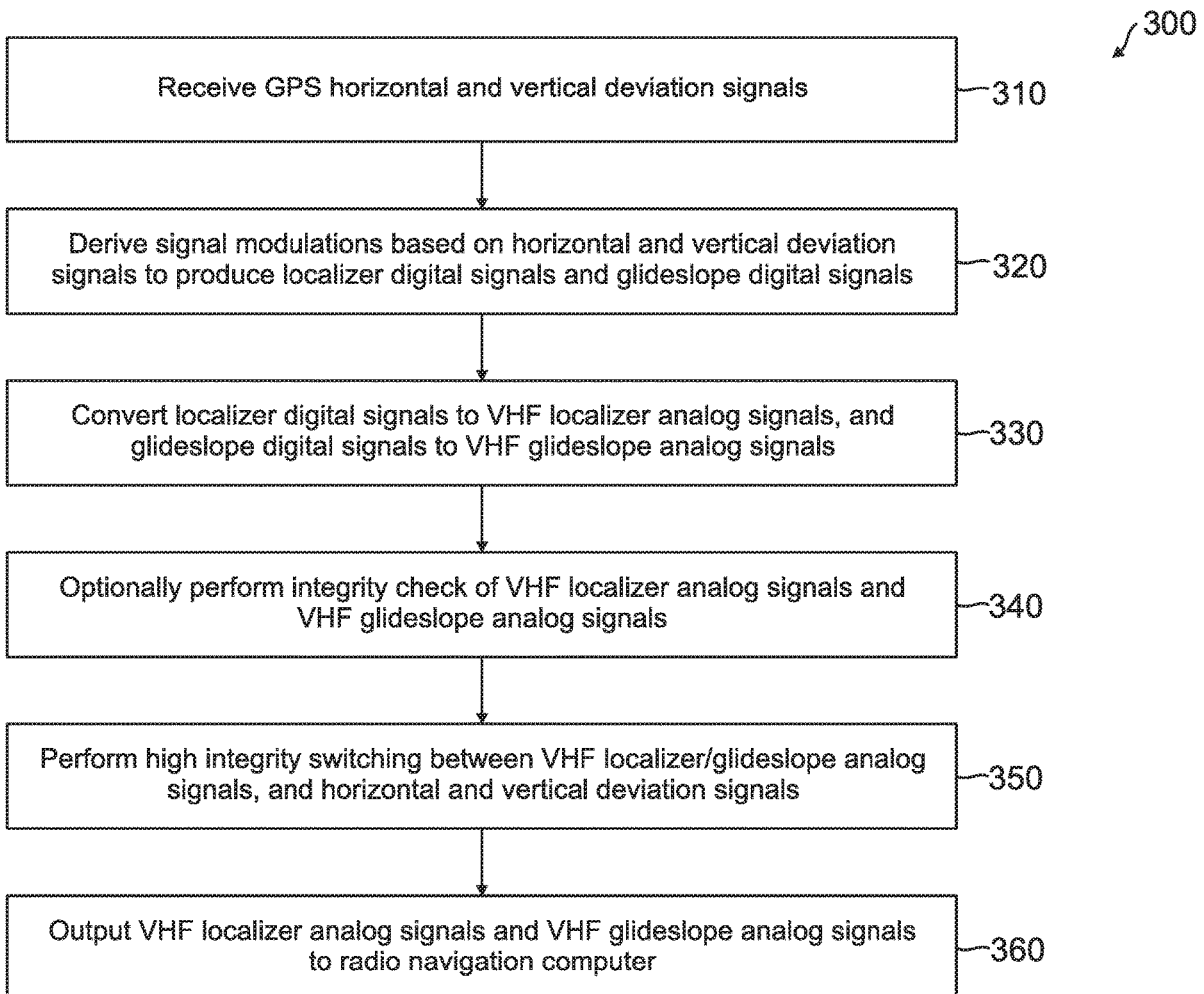 300
Receive GPS horizontal and vertical deviation signals
310
Derive signal modulations based on horizontal and vertical deviation
signals to produce localizer digital signals and glideslope digital signals
320
Convert localizer digital signals to VHF localizer analog signals, and
glideslope digital signals to VHF glideslope analog signals
330
Optionally perform integrity check of VHF localizer analog signals and
VHF glideslope analog signals
340
Perform high integrity switching between VHF localizer/glideslope analog
signals, and horizontal and vertical deviation signals
350
Output VHF localizer analog signals and VHF glideslope analog signals
to radio navigation computer
360